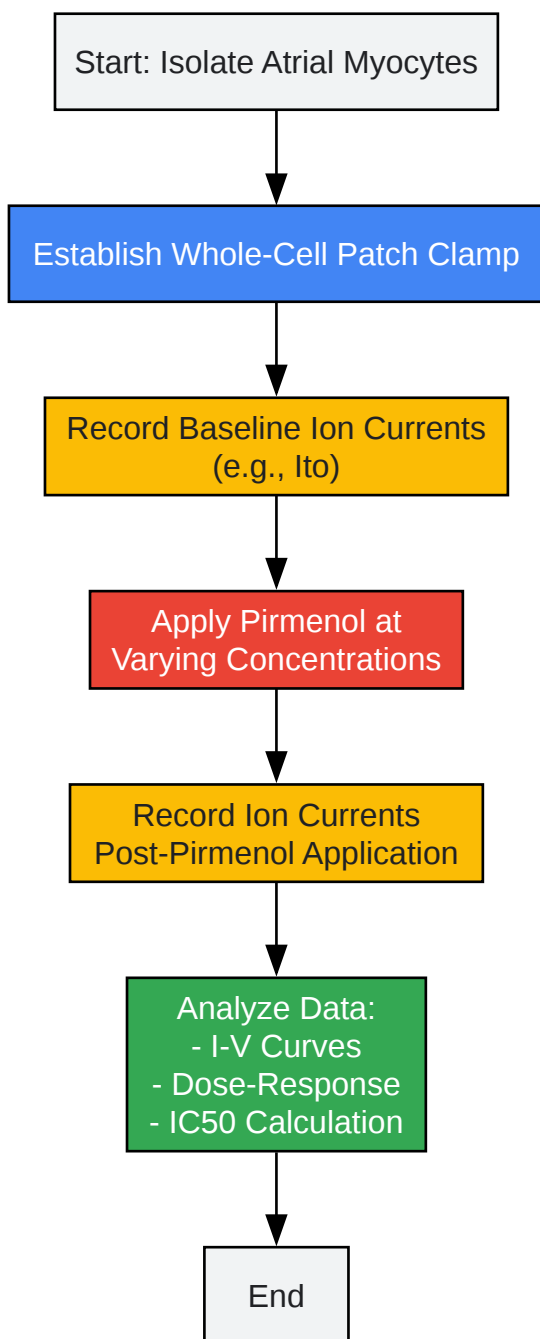 Start: Isolate Atrial Myocytes
Establish Whole-Cell Patch Clamp
Record Baseline Ion Currents
(e.g., Ito)
Apply Pirmenol at
Varying Concentrations
Record Ion Currents
Post-Pirmenol Application
Analyze Data:
- I-V Curves
- Dose-Response
- IC50 Calculation
End